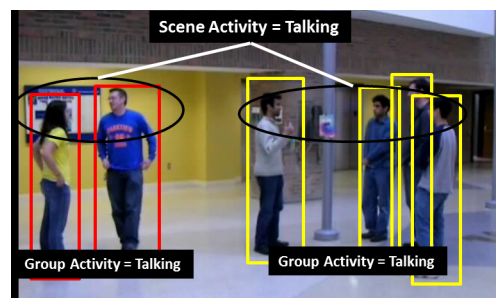 Scene Activity = Talking
Group Activity = Talking
Group Activity = Talking